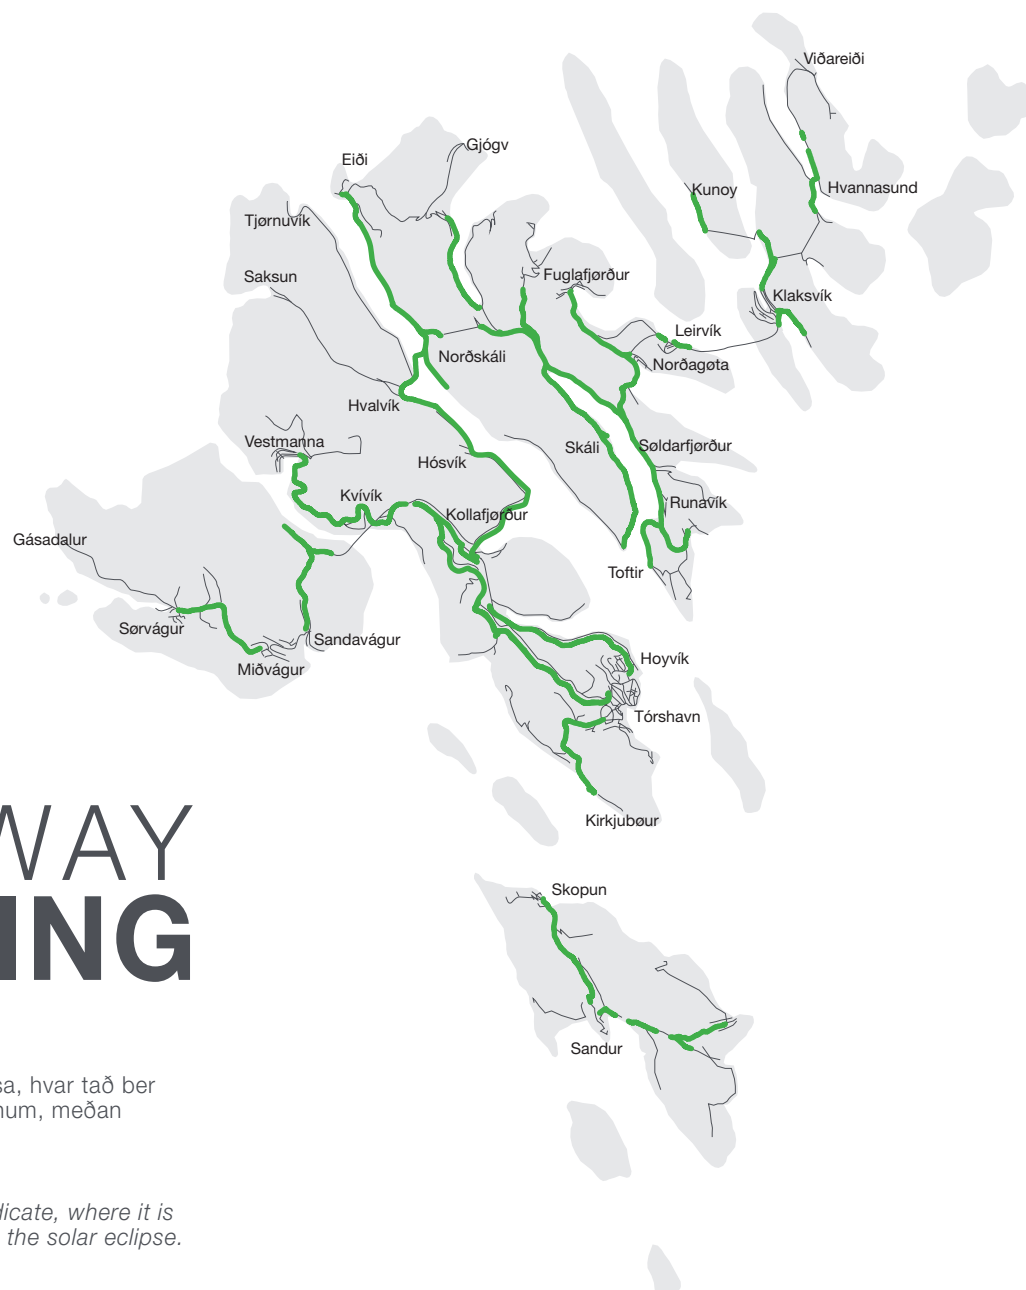 Viðareiði
Gjógv
Eiði
Kunoy
Hvannasund
Tjørnuvík
Saksun
Fuglafjørður
Klaksvík
Leirvík
Norðskáli
Norðagøta
Hvalvík
Vestmanna
Skáli
Søldarfjørður
Hósvík
Kvívík
Runavík
Kollafjørður
Gásadalur
Toftir
Sørvágur
Sandavágur
Hoyvík
Miðvágur
Tórshavn
WAY
Kirkjubøur
ING
Skopun
Sandur
sa, hvar tað ber
num, meðan
dicate, where it is
the solar eclipse.